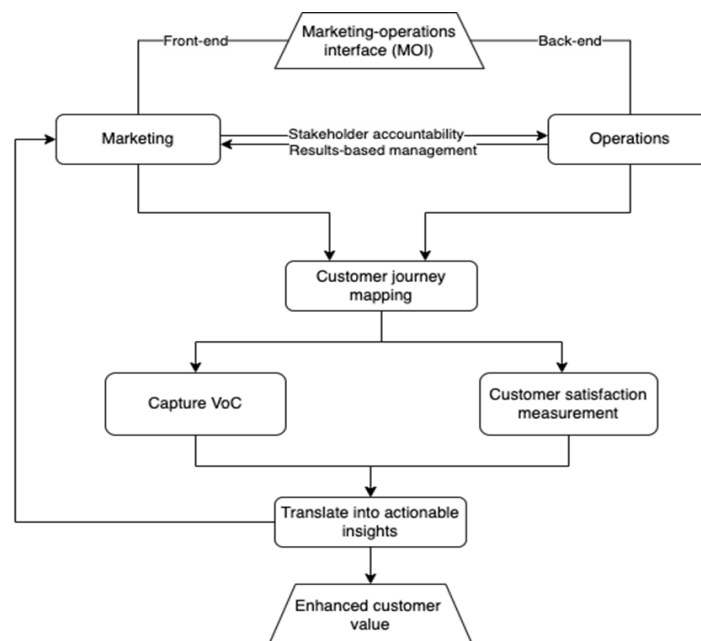 Marketing-operations
interface (MOI)
Front-end
Back-end
Marketing
Stakeholder accountability
Results-based management
Operations
Customer journey
mapping
Capture VoC
Customer satisfaction
measurement
Translate into actionable
insights
Enhanced customer
value